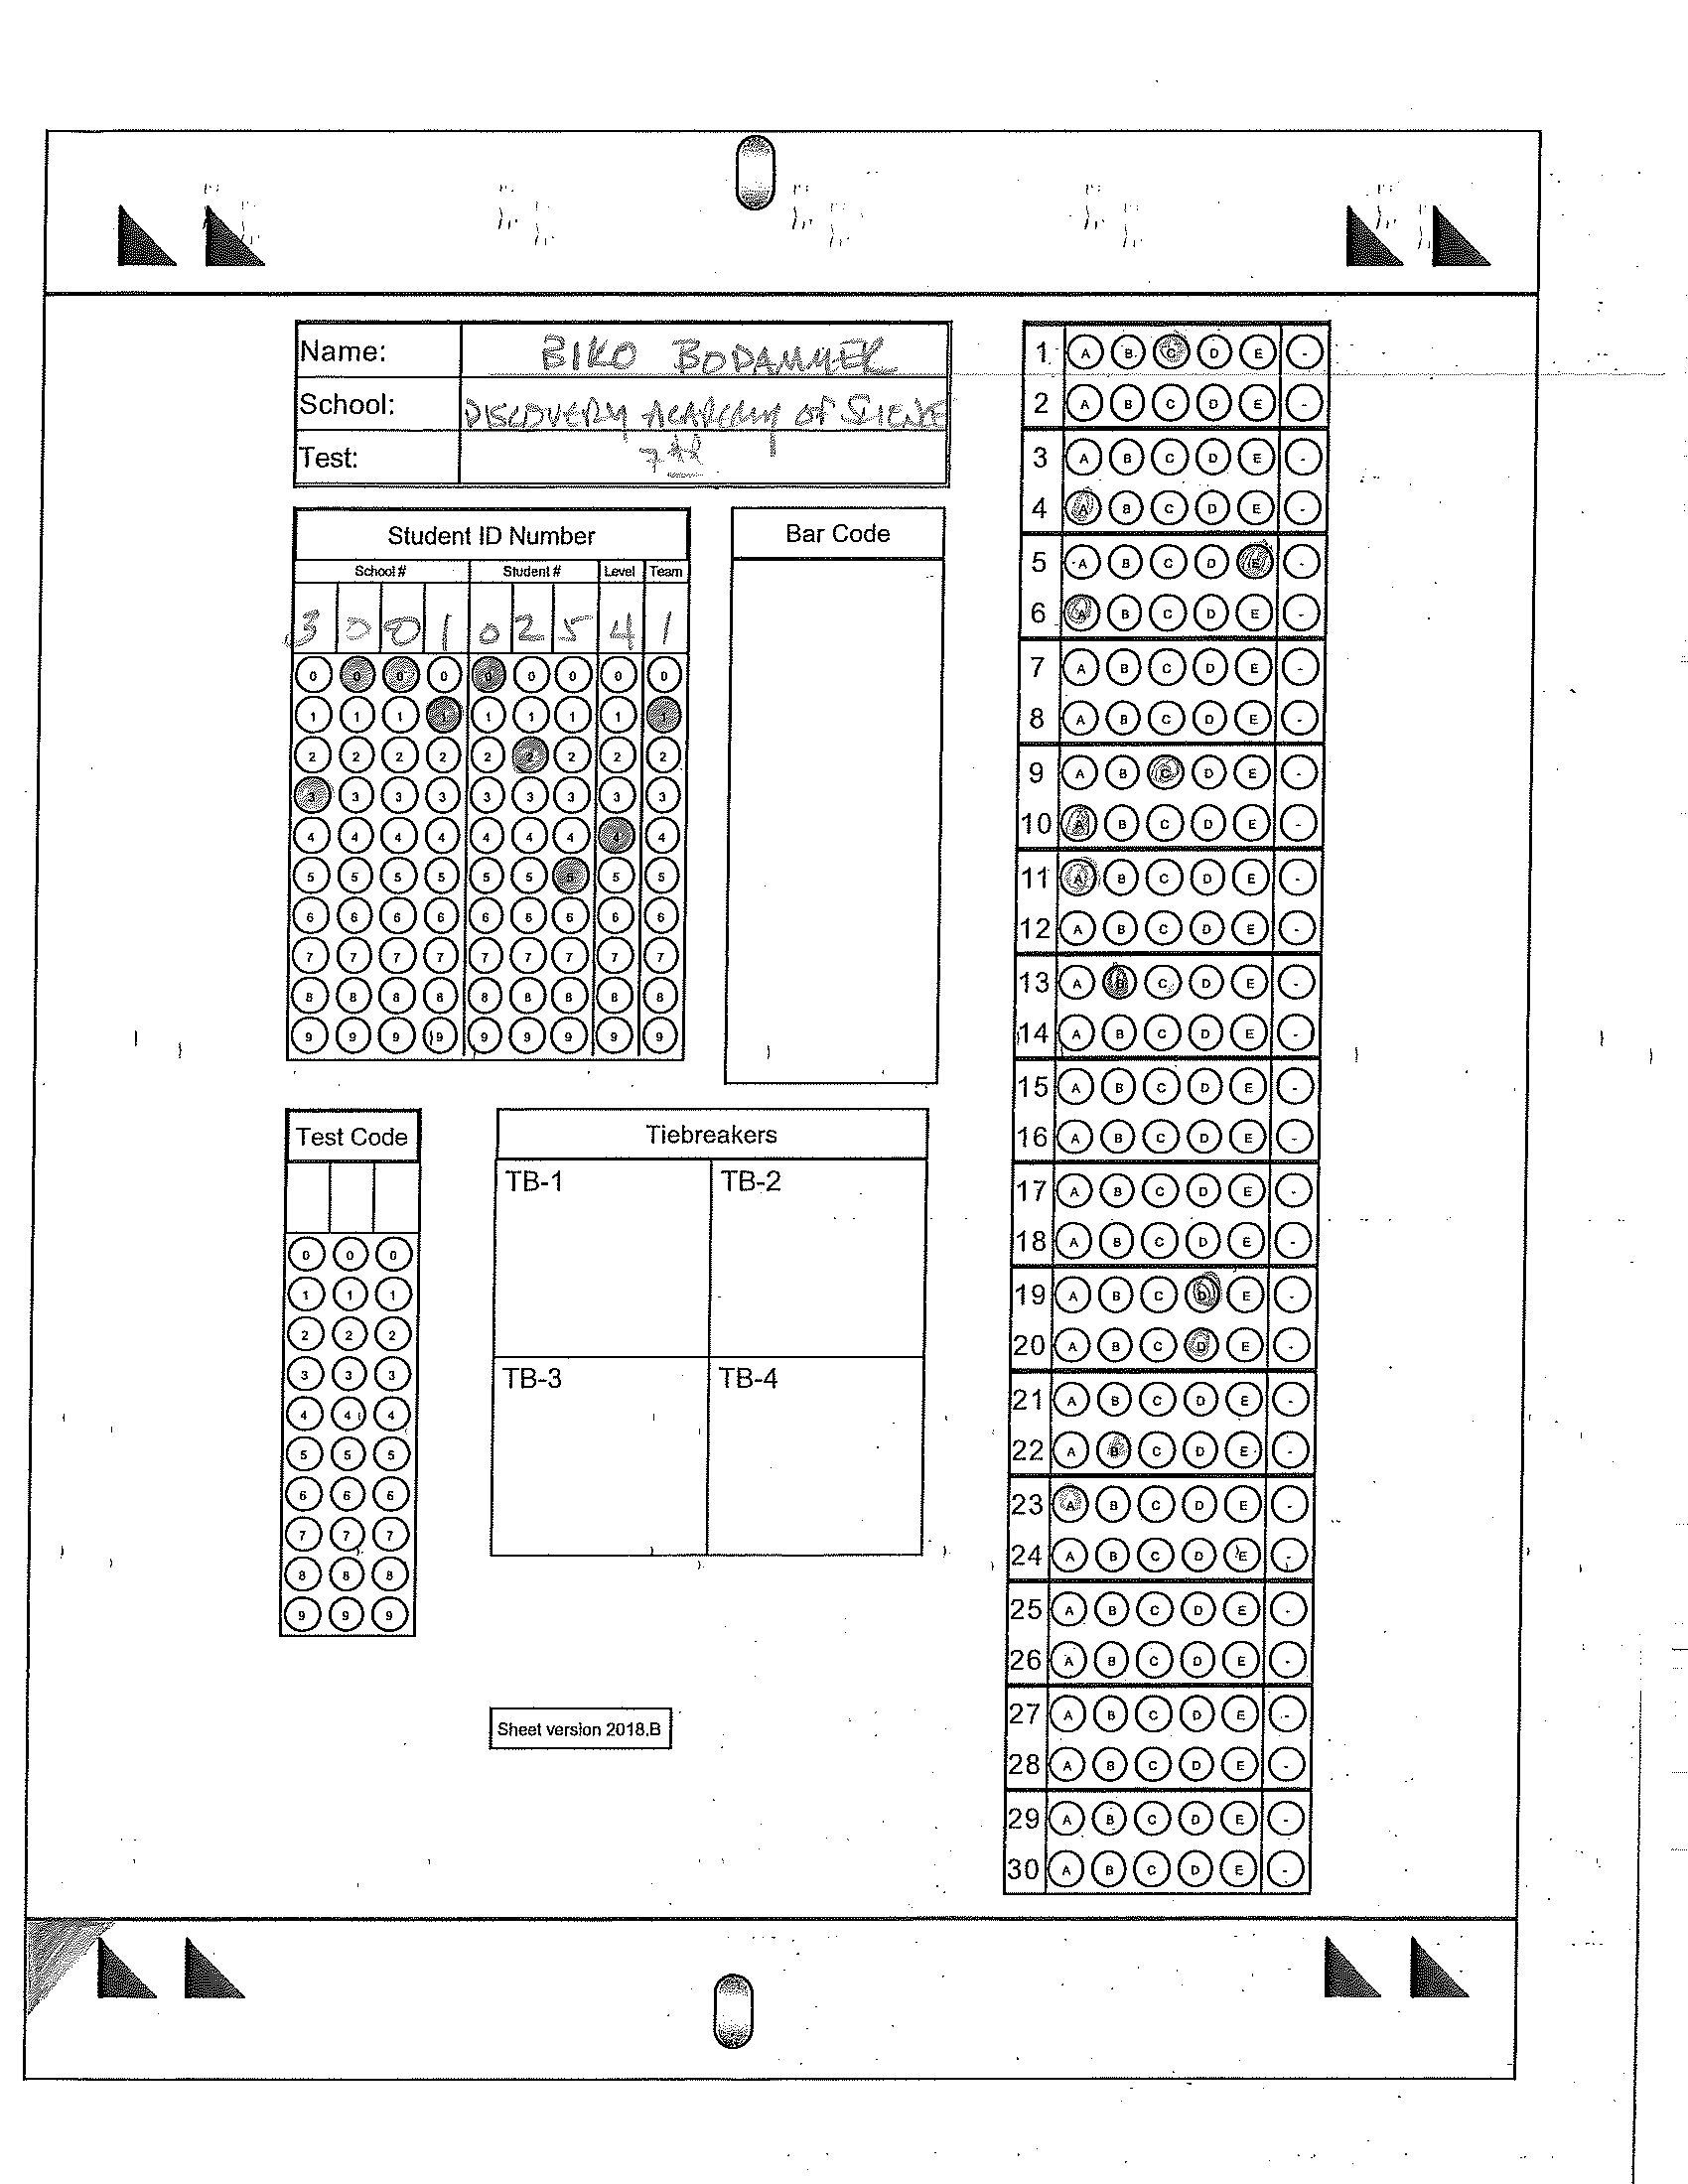 Name: BIKO BODAMMER
School: DISCOVERY ACADEMY OF SCIENCE
Test: 7th
Student ID Number
School # Student # Level Team
3 0 0 1 0 2 5 4 1
0 0 0 0 0 0 0 0 0
1 1 1 1 1 1 1 1 1
2 2 2 2 2 2 2 2 2
3 3 3 3 3 3 3 3 3
4 4 4 4 4 4 4 4 4
5 5 5 5 5 5 5 5 5
6 6 6 6 6 6 6 6 6
7 7 7 7 7 7 7 7 7
8 8 8 8 8 8 8 8 8
9 9 9 9 9 9 9 9 9
Bar Code
Test Code
0 0 0
1 1 1
2 2 2
3 3 3
4 4 4
5 5 5
6 6 6
7 7 7
8 8 8
9 9 9
Tiebreakers
TB-1 TB-2
TB-3 TB-4
Sheet version 2018.B
1 A B C D E -
2 A B C D E -
3 A B C D E -
4 A B C D E -
5 A B C D E -
6 A B C D E -
7 A B C D E -
8 A B C D E -
9 A B C D E -
10 A B C D E -
11 A B C D E -
12 A B C D E -
13 A B C D E -
14 A B C D E -
15 A B C D E -
16 A B C D E -
17 A B C D E -
18 A B C D E -
19 A B C D E -
20 A B C D E -
21 A B C D E -
22 A B C D E -
23 A B C D E -
24 A B C D E -
25 A B C D E -
26 A B C D E -
27 A B C D E -
28 A B C D E -
29 A B C D E -
30 A B C D E -